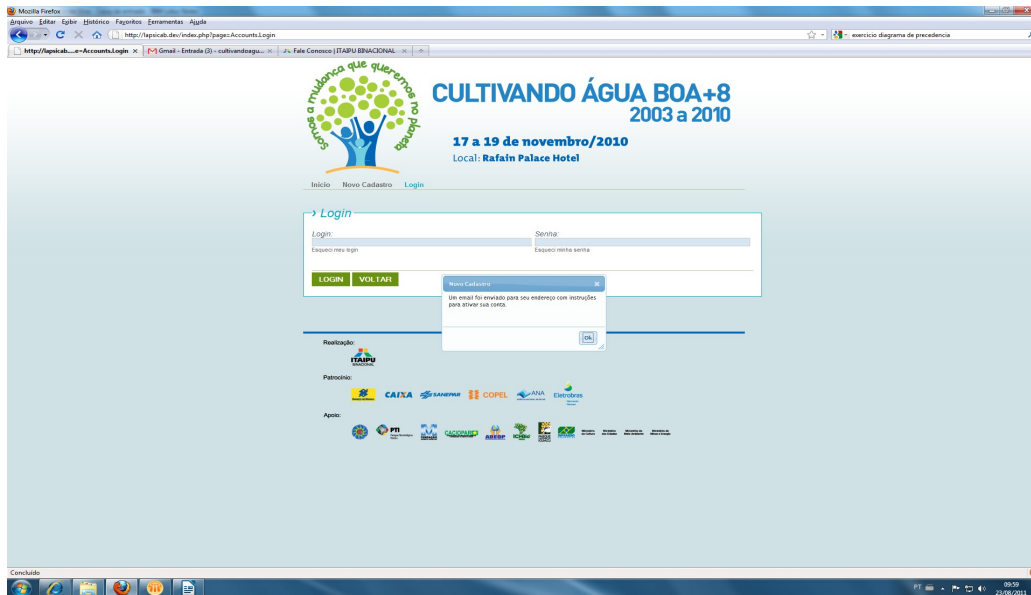 Mozilla Firefox
Arquivo Editar Exibir Histórico Favoritos Ferramentas Ajuda
http://lapsicab.dev/index.php?page=Accounts.Login
exercicio diagrama de precedencia
http://lapsicab....e=Accounts.Login
Gmail - Entrada (3) - cultivandoagu...
Fale Conosco | ITAIPU BINACIONAL
somos a mudança que queremos no planeta
CULTIVANDO ÁGUA BOA+8
2003 a 2010
17 a 19 de novembro/2010
Local: Rafain Palace Hotel
Início Novo Cadastro Login
Login
Login: Senha:
Esqueci meu login Esqueci minha senha
LOGIN VOLTAR
Novo Cadastro
Um email foi enviado para seu endereço com instruções
para ativar sua conta.
Ok
Realização:
ITAIPU
BINACIONAL
Patrocínio:
CAIXA SANEPAR COPEL ANA Eletrobras
Apoio:
PTI CACIOPAR ABEDP ICMBio
Concluído
PT 09:59
23/08/2011